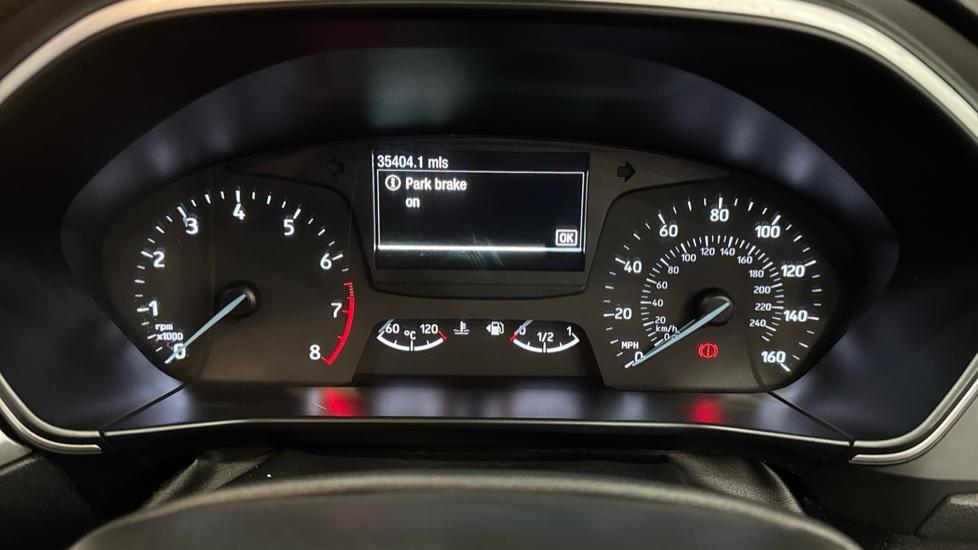 35404.1 mls
Park brake
on
OK
0 1 2 3 4 5 6 7 8
rpm
x1000
60 °C 120
0 1/2 1
0 20 40 60 80 100 120 140 160
MPH
20 40 60 80 100 120 140 160 180 200 220 240
km/h